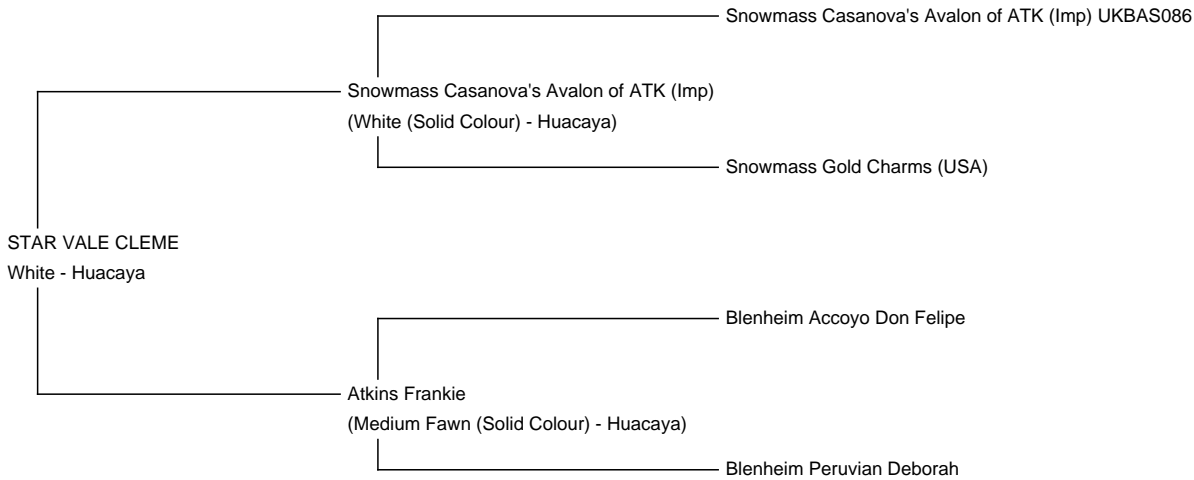 Snowmass Casanova's Avalon of ATK (Imp) UKBAS086
Snowmass Casanova's Avalon of ATK (Imp)
(White (Solid Colour) - Huacaya)
Snowmass Gold Charms (USA)
STAR VALE CLEME
White - Huacaya
Blenheim Accoyo Don Felipe
Atkins Frankie
(Medium Fawn (Solid Colour) - Huacaya)
Blenheim Peruvian Deborah